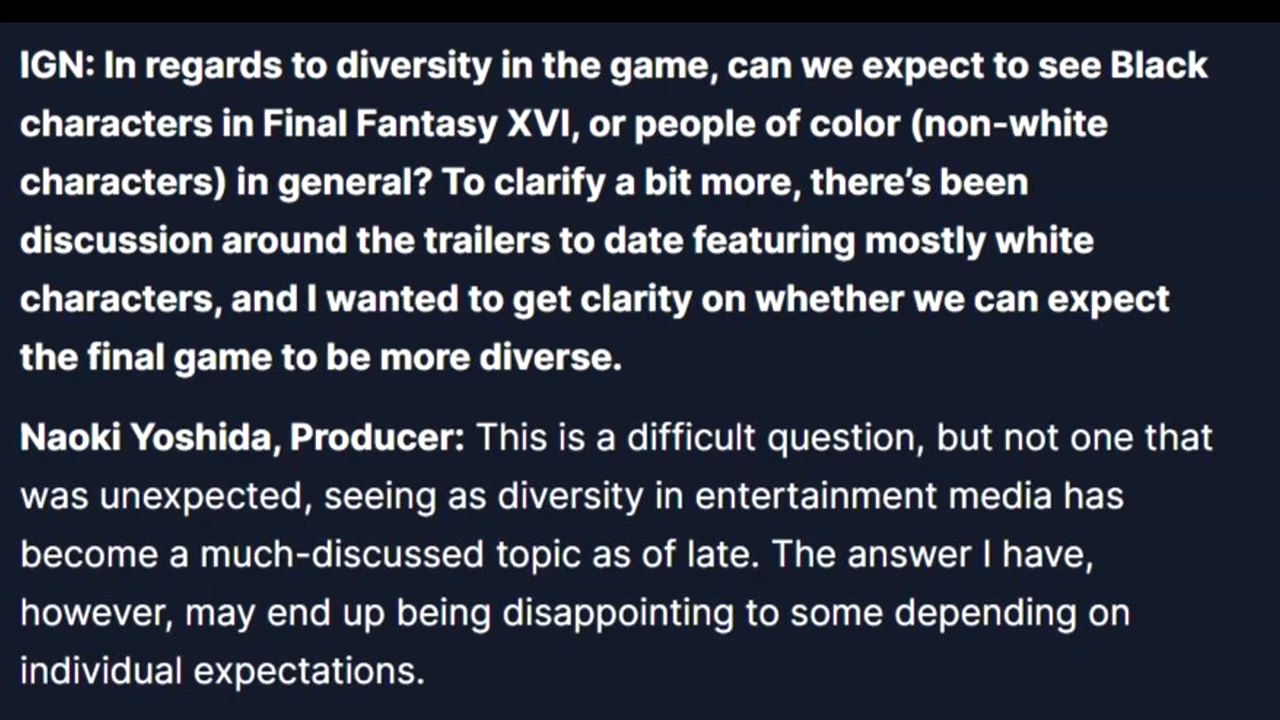 IGN: In regards to diversity in the game, can we expect to see Black
characters in Final Fantasy XVI, or people of color (non-white
characters) in general? To clarify a bit more, there’s been
discussion around the trailers to date featuring mostly white
characters, and I wanted to get clarity on whether we can expect
the final game to be more diverse.
Naoki Yoshida, Producer: This is a difficult question, but not one that
was unexpected, seeing as diversity in entertainment media has
become a much-discussed topic as of late. The answer I have,
however, may end up being disappointing to some depending on
individual expectations.